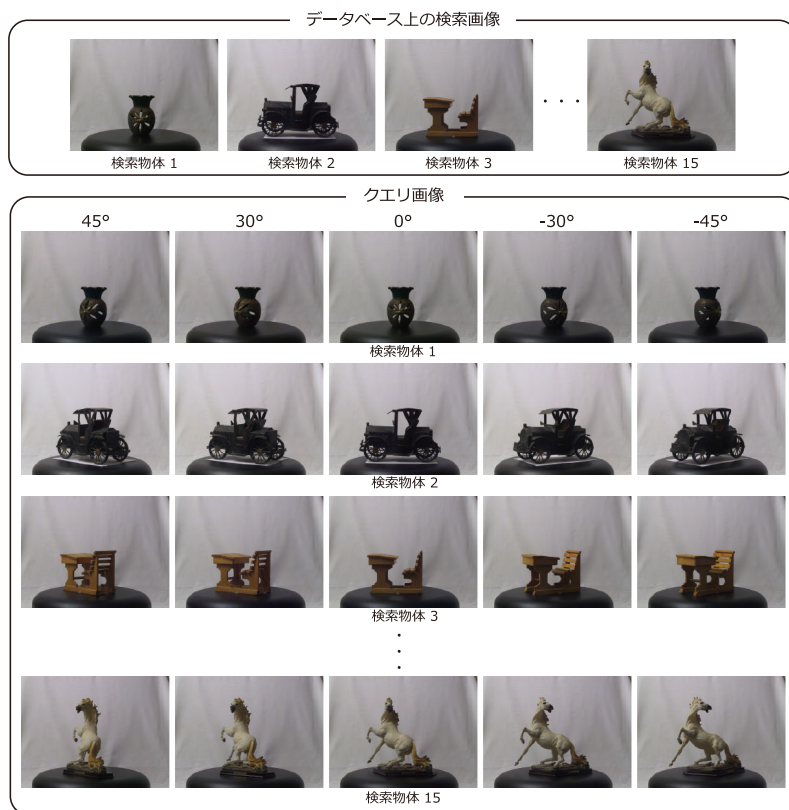 データベース上の検索画像
・・・
検索物体 1
検索物体 2
検索物体 3
検索物体 15
クエリ画像
45°
30°
0°
-30°
-45°
検索物体 1
検索物体 2
検索物体 3
・・・
検索物体 15